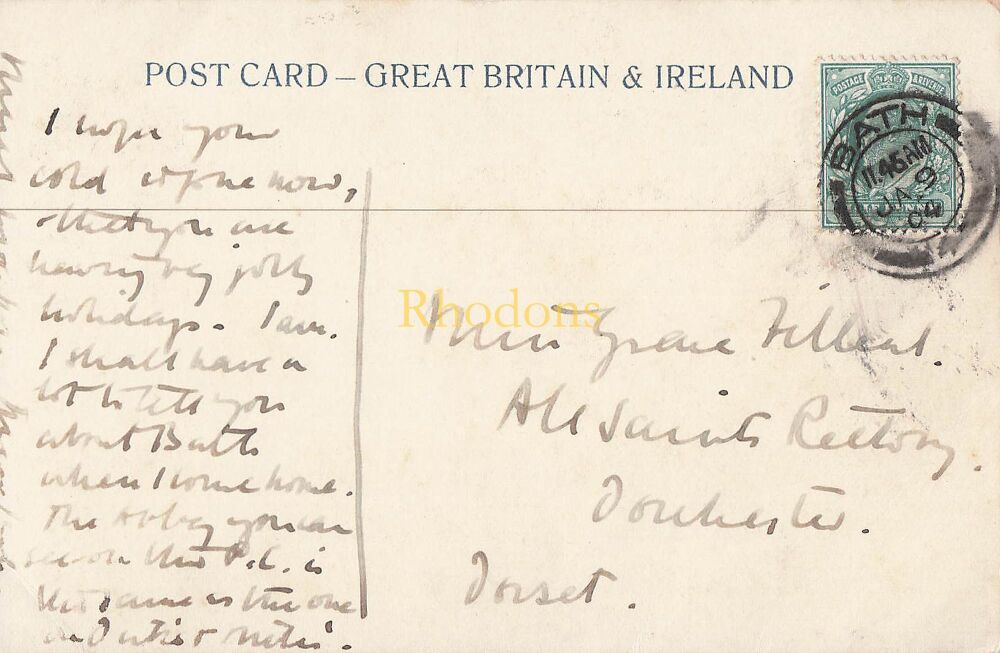 POST CARD – GREAT BRITAIN & IRELAND
POSTAGE & REVENUE
BATH
11.45 AM
JA 9
04
I hope your
cold is gone now,
& that you are
having very jolly
holidays. I am.
I shall have a
lot to tell you
about Bath
when I come home.
The Abbey you can
see on this P.C. is
the same as the one
in
Miss Grace
All Saints Rectory,
Dorchester.
Dorset.
Rhodons